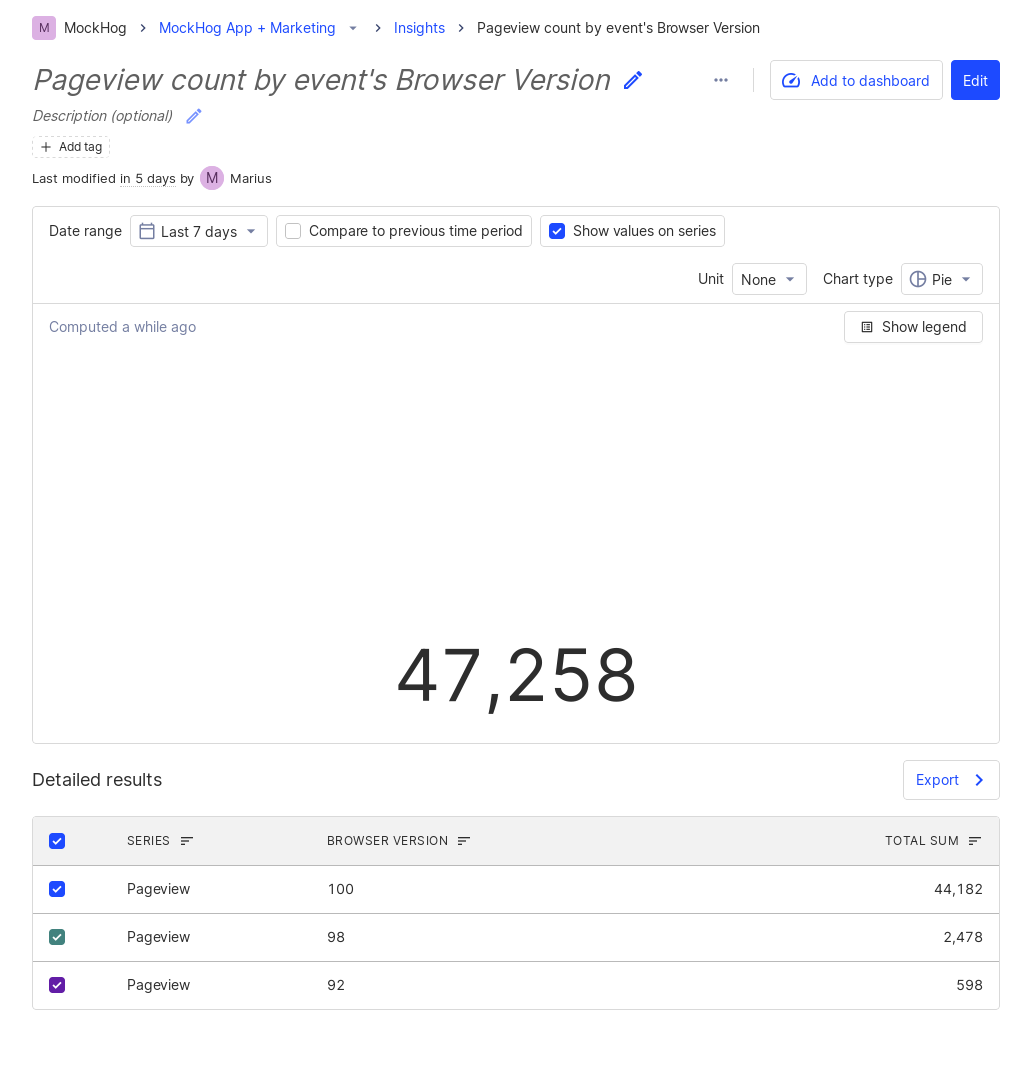 M MockHog MockHog App + Marketing Insights Pageview count by event's Browser Version
Pageview count by event's Browser Version
Add to dashboard
Edit
Description (optional)
Add tag
Last modified in 5 days by M Marius
Date range Last 7 days Compare to previous time period Show values on series
Unit None Chart type Pie
Computed a while ago Show legend
47,258
Detailed results Export
SERIES BROWSER VERSION TOTAL SUM
Pageview 100 44,182
Pageview 98 2,478
Pageview 92 598